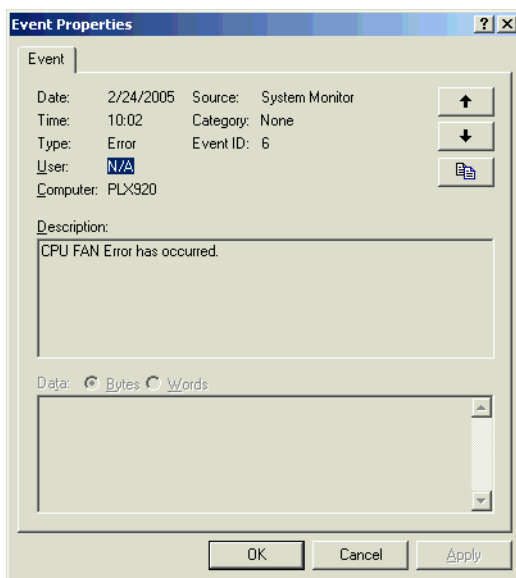 Event Properties
Event
Date: 2/24/2005 Source: System Monitor
Time: 10:02 Category: None
Type: Error Event ID: 6
User: N/A
Computer: PLX920
Description:
CPU FAN Error has occurred.
Data: Bytes Words
OK Cancel Apply